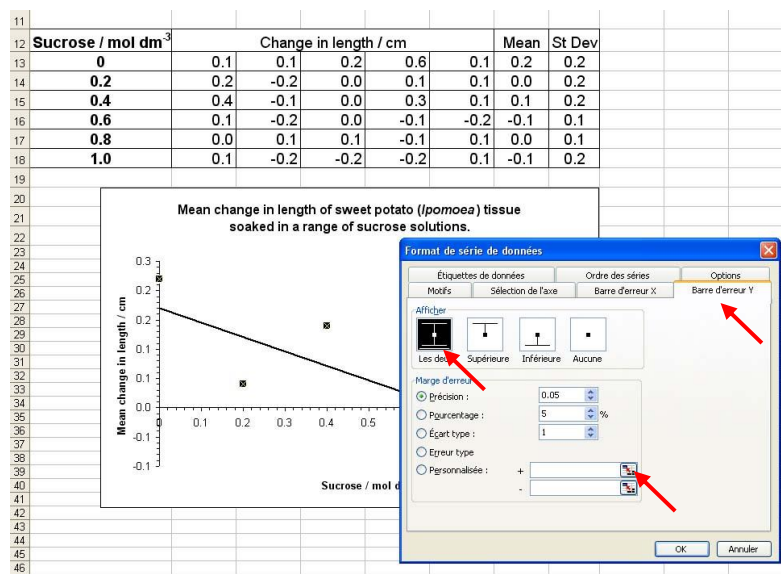 11
12 Sucrose / mol dm-3 Change in length / cm Mean St Dev
13 0 0.1 0.1 0.2 0.6 0.1 0.2 0.2
14 0.2 0.2 -0.2 0.0 0.1 0.1 0.0 0.2
15 0.4 0.4 -0.1 0.0 0.3 0.1 0.1 0.2
16 0.6 0.1 -0.2 0.0 -0.1 -0.2 -0.1 0.1
17 0.8 0.0 0.1 0.1 -0.1 0.1 0.0 0.1
18 1.0 0.1 -0.2 -0.2 -0.2 0.1 -0.1 0.2
19
20
21
22
23
24
25
26
27
28
29
30
31
32
33
34
35
36
37
38
39
40
41
42
43
44
45
46
Mean change in length of sweet potato (Ipomoea) tissue
soaked in a range of sucrose solutions.
Mean change in length / cm
0.3
0.2
0.2
0.1
0.1
0.0
-0.1
-0.1
0.1 0.2 0.3 0.4 0.5
Sucrose / mol d
Format de série de données
Étiquettes de données Ordre des séries Options
Motifs Sélection de l'axe Barre d'erreur X Barre d'erreur Y
Afficher
Les deux Supérieure Inférieure Aucune
Marge d'erreur
Précision : 0.05
Pourcentage : 5 %
Écart type : 1
Erreur type
Personnalisée : +
-
OK Annuler